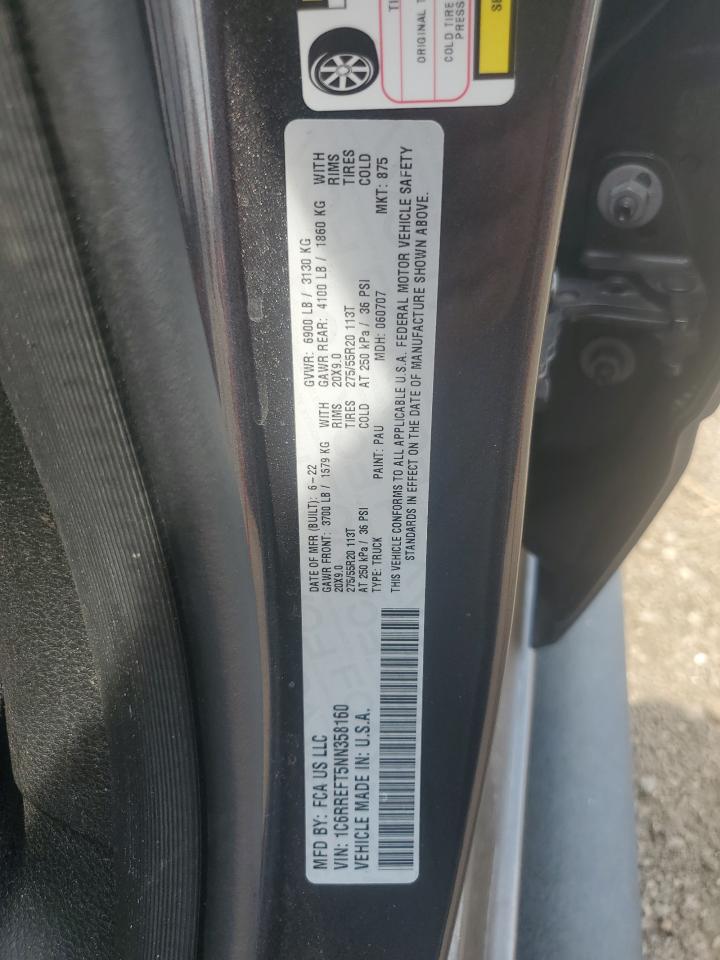 MFD BY: FCA US LLC
VIN: 1C6RREFT5NN358160
VEHICLE MADE IN: U.S.A.
DATE OF MFR (BUILT): 6-22 GVWR: 6900 LB / 3130 KG
GAWR FRONT: 3700 LB / 1579 KG WITH GAWR REAR: 4100 LB / 1860 KG WITH
20X9.0 RIMS 20X9.0 RIMS
275/55R20 113T TIRES 275/55R20 113T TIRES
AT 250 kPa / 36 PSI COLD AT 250 kPa / 36 PSI COLD
TYPE: TRUCK PAINT: PAU MDH: 060707 MKT: 875
THIS VEHICLE CONFORMS TO ALL APPLICABLE U.S.A. FEDERAL MOTOR VEHICLE SAFETY
STANDARDS IN EFFECT ON THE DATE OF MANUFACTURE SHOWN ABOVE.
ORIGINAL
COLD TIRE
PRESS